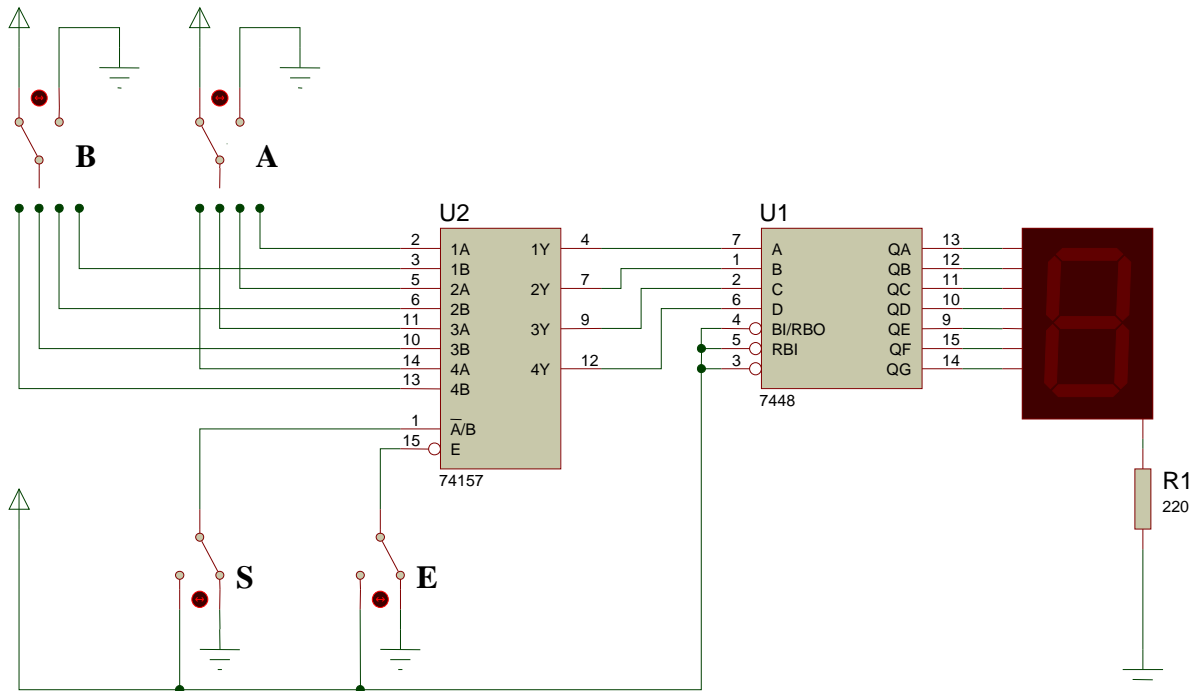 B
A
U2
2 1A 1Y 4
3 1B
5 2A 2Y 7
6 2B
11 3A 3Y 9
10 3B
14 4A 4Y 12
13 4B
1 A̅/B
15 E
74157
U1
7 A QA 13
1 B QB 12
2 C QC 11
6 D QD 10
4 BI/RBO QE 9
5 RBI QF 15
3 QG 14
7448
R1
220
S
E